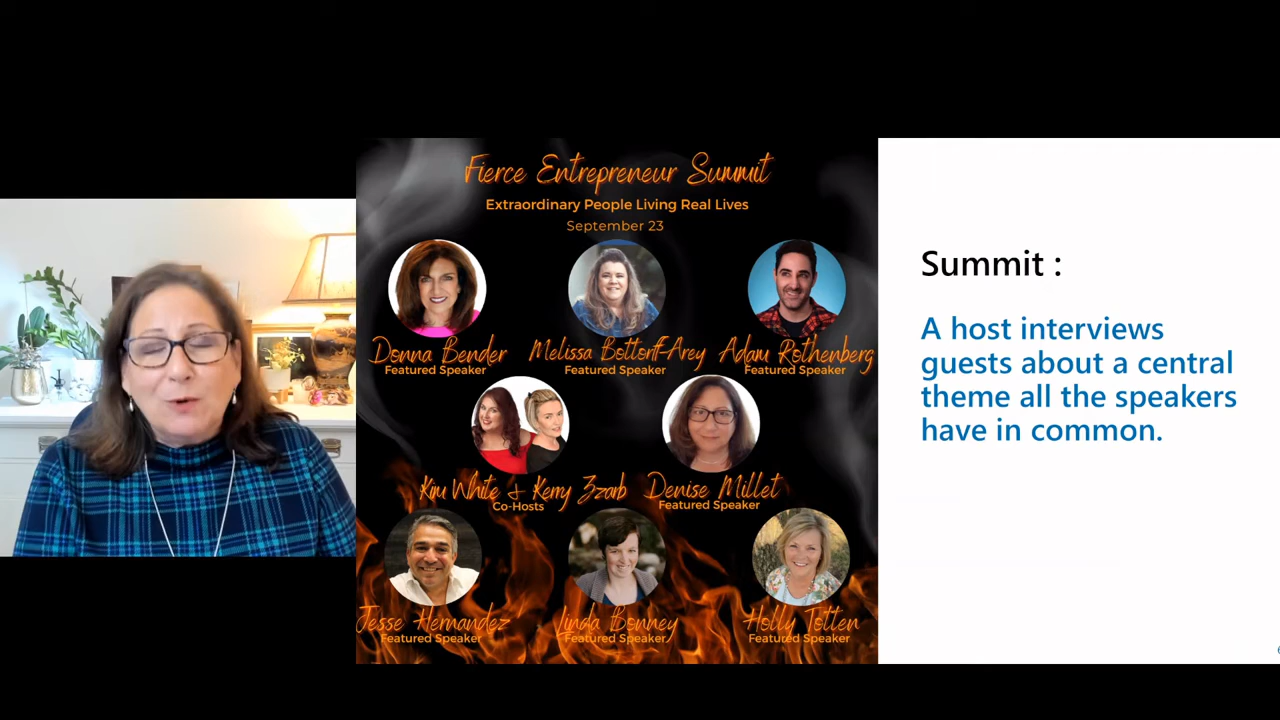 Fierce Entrepreneur Summit
Extraordinary People Living Real Lives
September 23
Donna Bender
Featured Speaker
Melissa Bottorff-Arey
Featured Speaker
Adam Rothenberg
Featured Speaker
Kim White & Kerry Zzarb
Co-Hosts
Denise Millet
Featured Speaker
Jesse Hernandez
Featured Speaker
Linda Bonney
Featured Speaker
Holly Totten
Featured Speaker
Summit :
A host interviews
guests about a central
theme all the speakers
have in common.